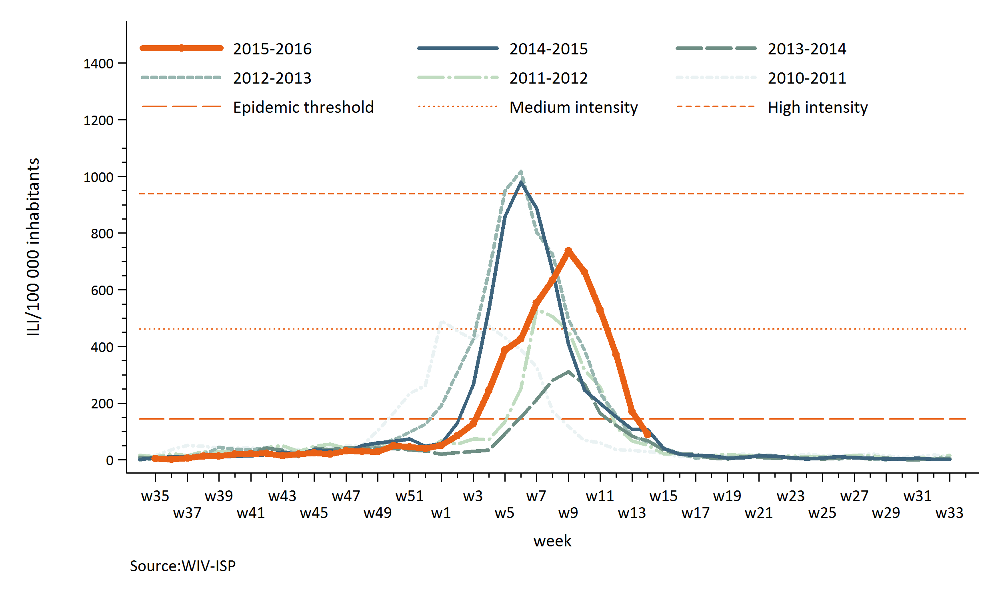 2015-2016 2014-2015 2013-2014
2012-2013 2011-2012 2010-2011
Epidemic threshold Medium intensity High intensity
1400
1200
1000
800
600
400
200
0
ILI/100 000 inhabitants
w35 w39 w43 w47 w51 w3 w7 w11 w15 w19 w23 w27 w31
w37 w41 w45 w49 w1 w5 w9 w13 w17 w21 w25 w29 w33
week
Source:WIV-ISP